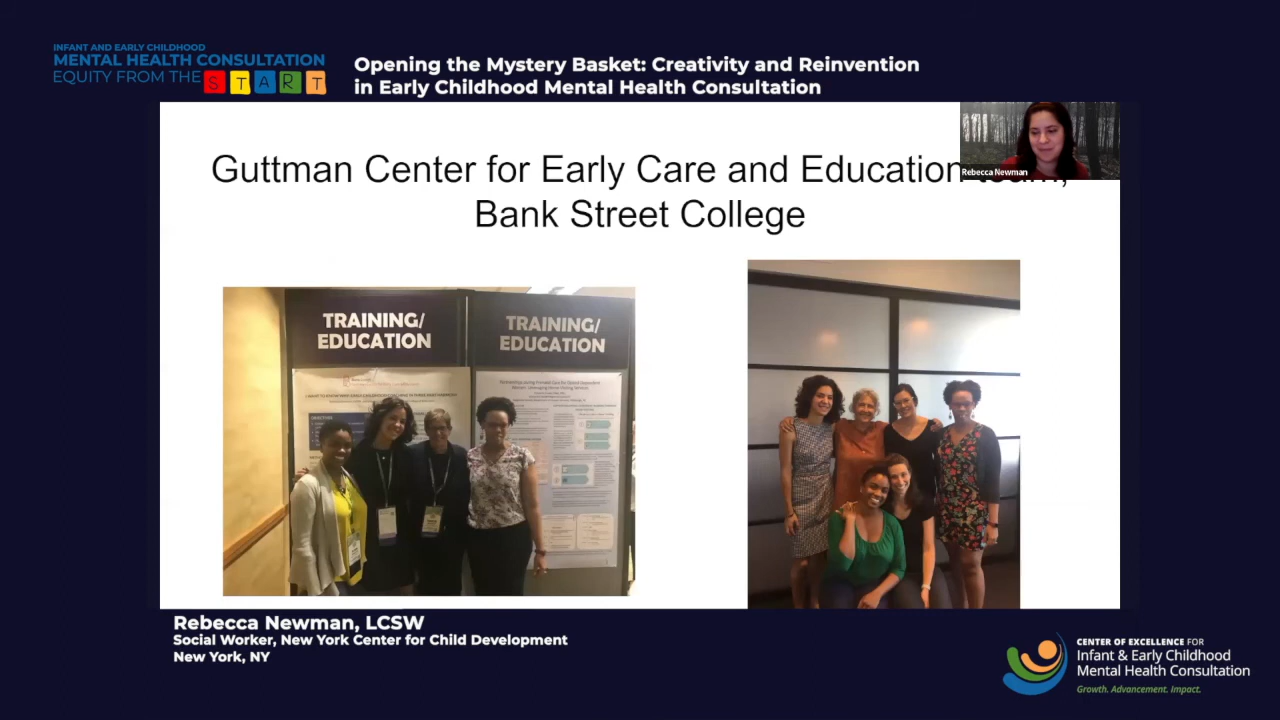 INFANT AND EARLY CHILDHOOD
MENTAL HEALTH CONSULTATION
EQUITY FROM THE START
Opening the Mystery Basket: Creativity and Reinvention
in Early Childhood Mental Health Consultation
Rebecca Newman
Guttman Center for Early Care and Education team,
Bank Street College
TRAINING/
EDUCATION
TRAINING/
EDUCATION
OBJECTIVES
Rebecca Newman, LCSW
Social Worker, New York Center for Child Development
New York, NY
CENTER OF EXCELLENCE FOR
Infant & Early Childhood
Mental Health Consultation
Growth. Advancement. Impact.